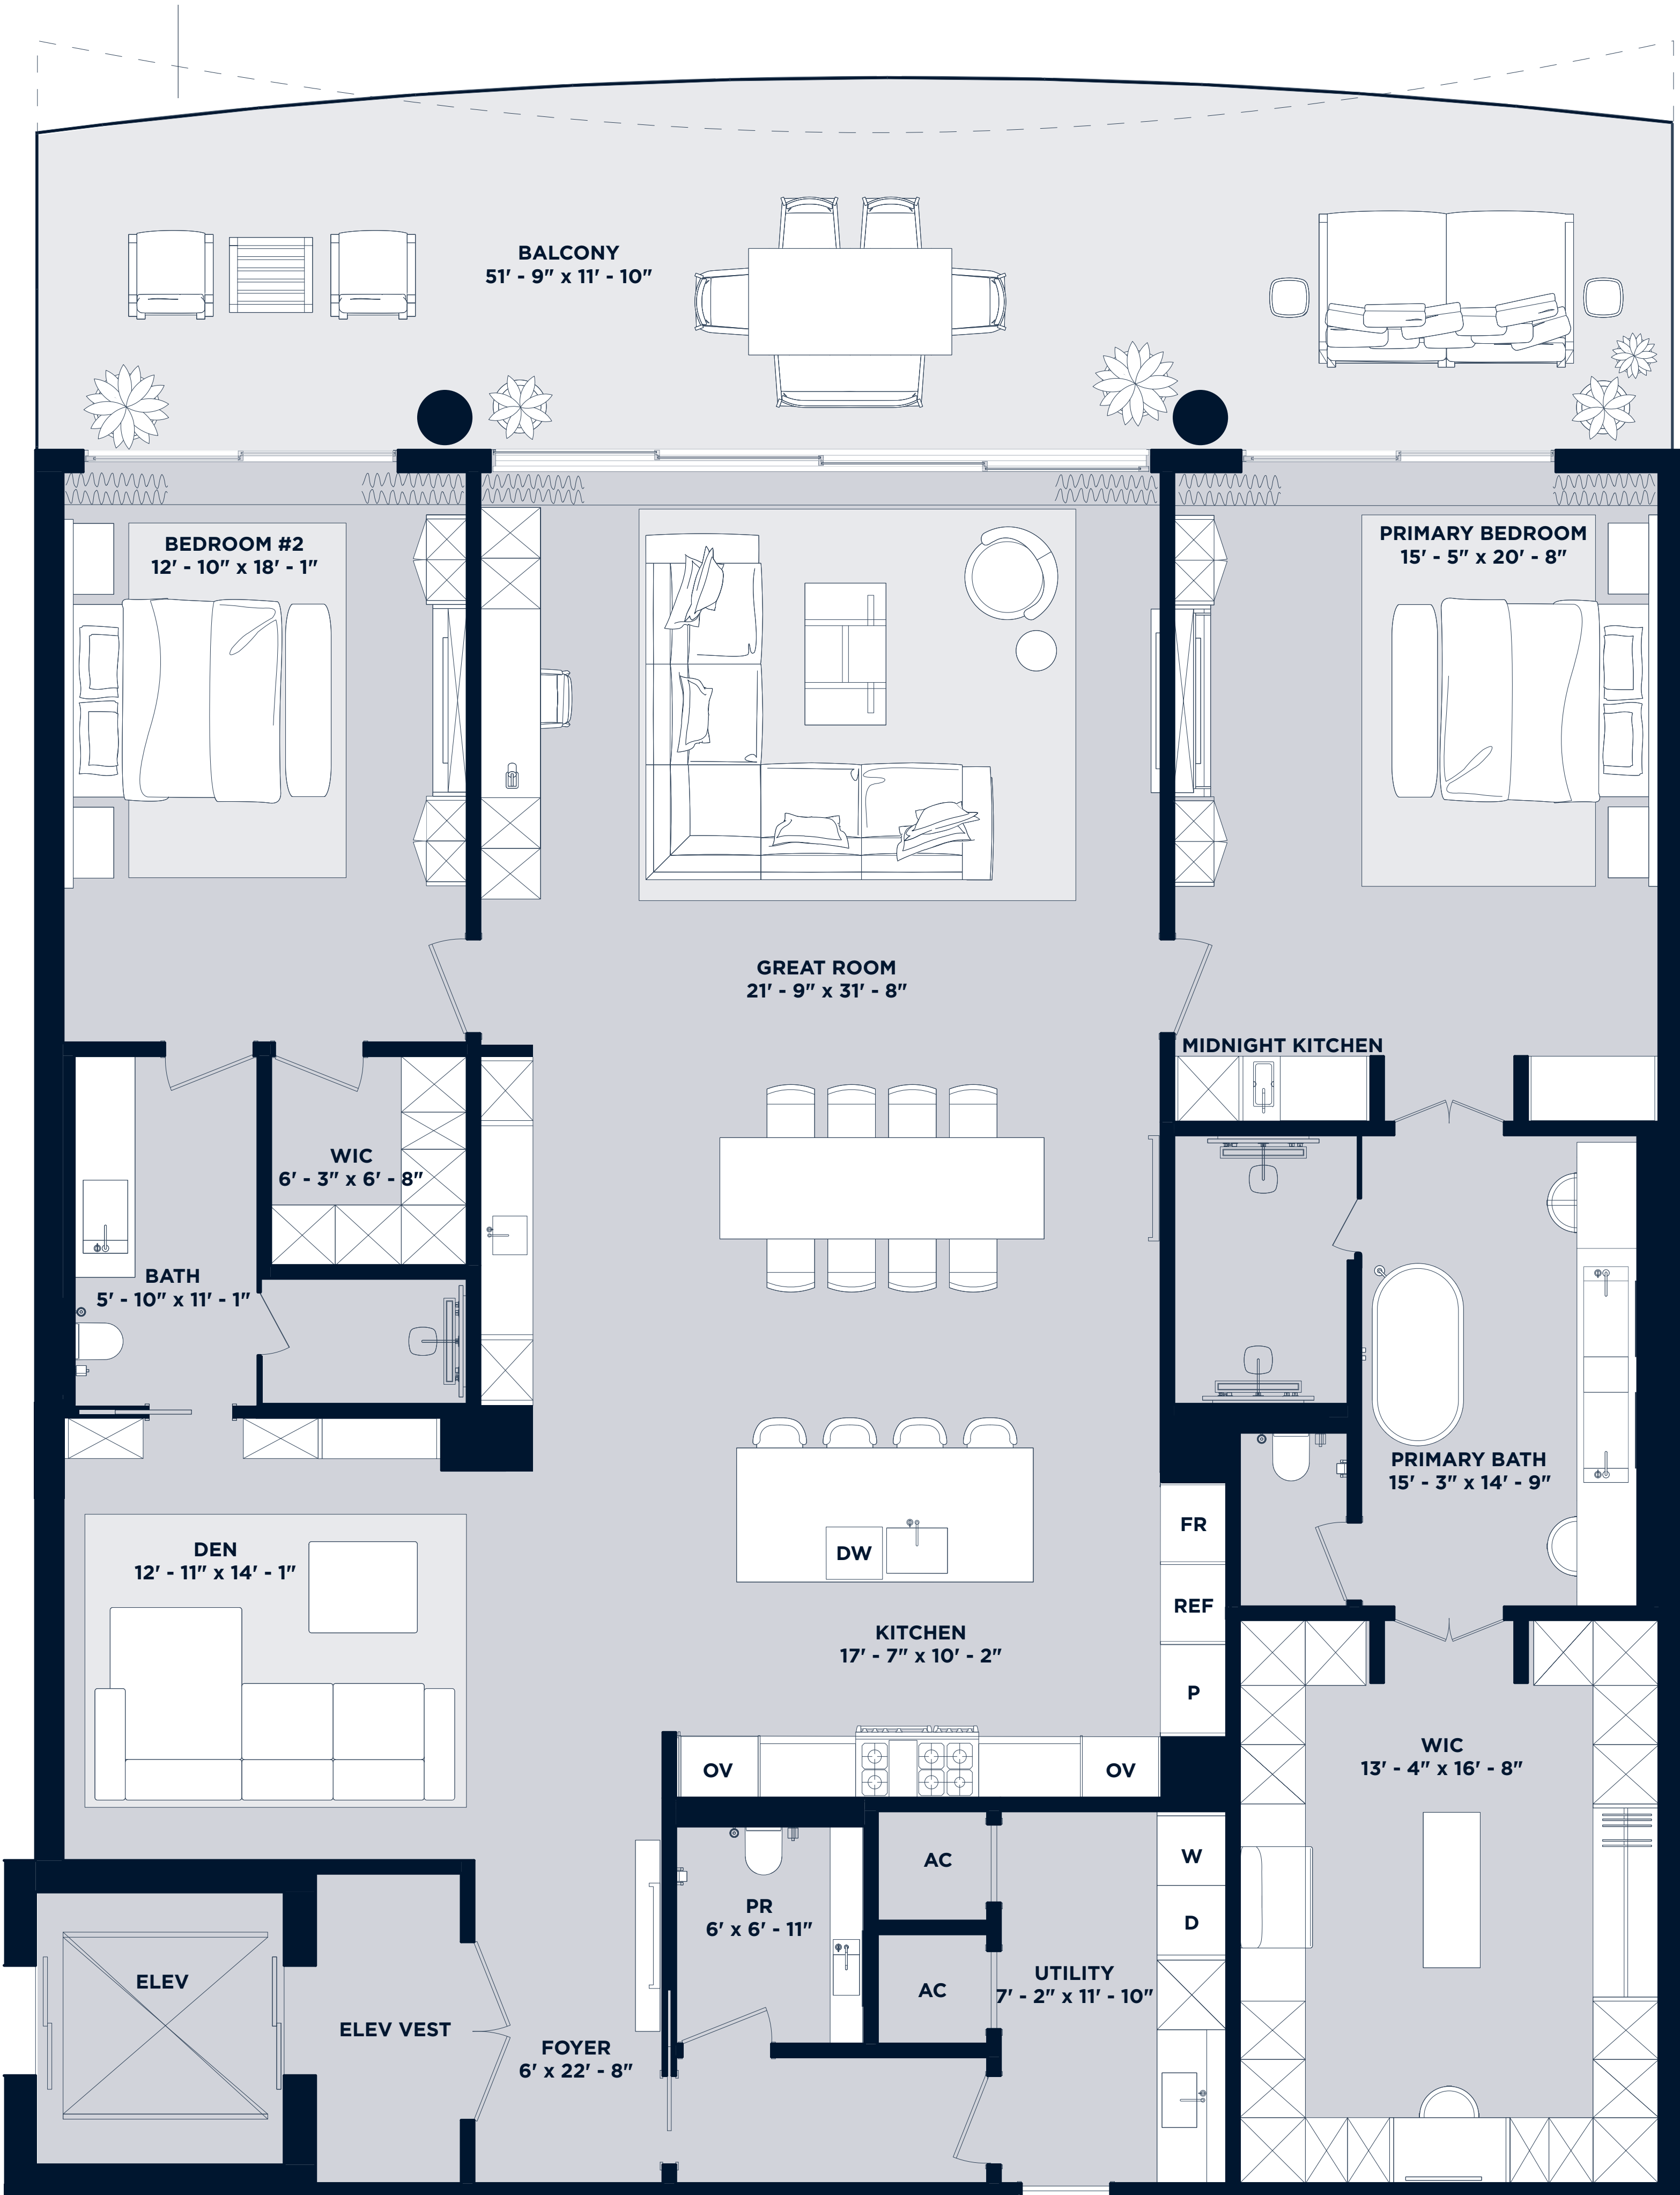 BALCONY
51' - 9" x 11' - 10"
BEDROOM #2
12' - 10" x 18' - 1"
PRIMARY BEDROOM
15' - 5" x 20' - 8"
GREAT ROOM
21' - 9" x 31' - 8"
MIDNIGHT KITCHEN
WIC
6' - 3" x 6' - 8"
BATH
5' - 10" x 11' - 1"
PRIMARY BATH
15' - 3" x 14' - 9"
FR
DEN
12' - 11" x 14' - 1"
DW
REF
KITCHEN
17' - 7" x 10' - 2"
P
WIC
13' - 4" x 16' - 8"
OV
OV
AC
W
PR
6' x 6' - 11"
D
ELEV
AC
UTILITY
7' - 2" x 11' - 10"
ELEV VEST
FOYER
6' x 22' - 8"